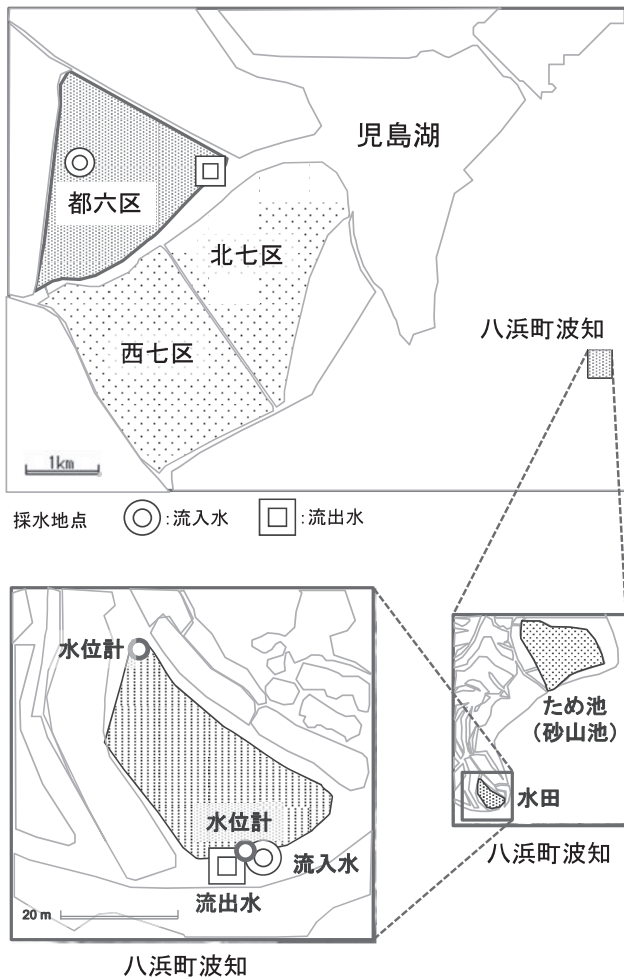 児島湖
都六区
北七区
西七区
八浜町波知
1km
採水地点 ◎:流入水 回:流出水
水位計
ため池
(砂山池)
水田
八浜町波知
水位計
流入水
流出水
20 m
八浜町波知